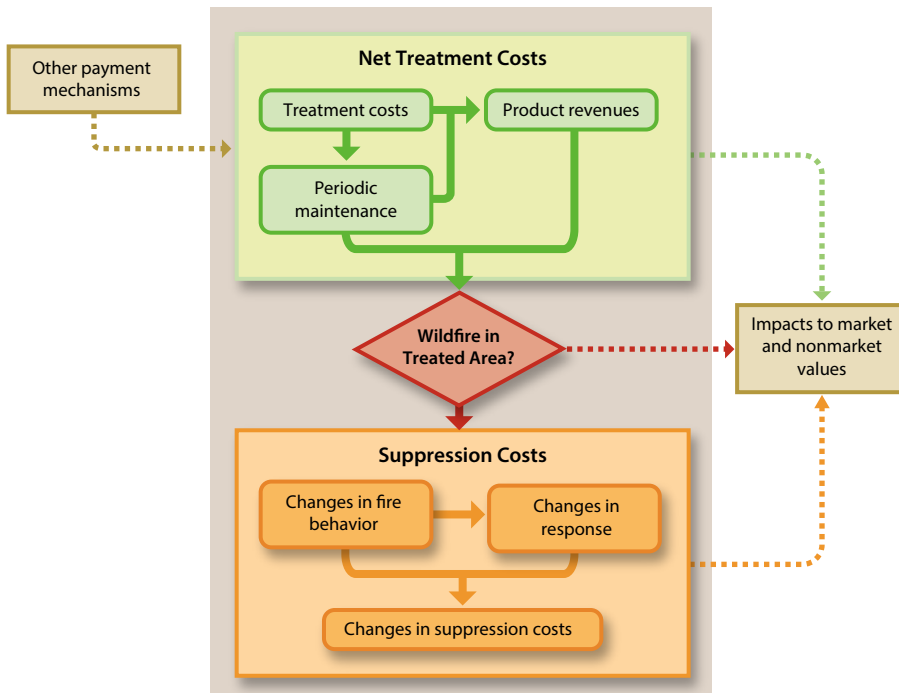 Net Treatment Costs
Other payment
mechanisms
Treatment costs
Product revenues
Periodic
maintenance
Wildfire in
Treated Area?
Impacts to market
and nonmarket
values
Suppression Costs
Changes in fire
behavior
Changes in
response
Changes in suppression costs